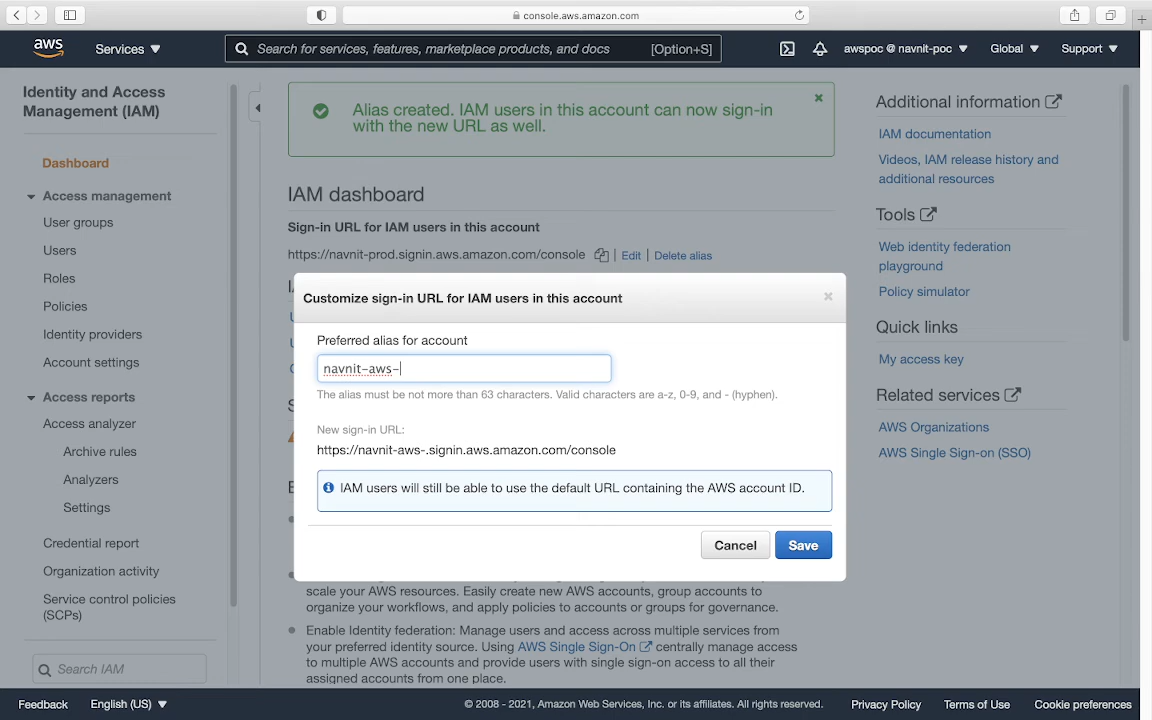 console.aws.amazon.com
aws
Services
Search for services, features, marketplace products, and docs
[Option+S]
awspoc @ navnit-poc
Global
Support
Identity and Access
Management (IAM)
Dashboard
Access management
User groups
Users
Roles
Policies
Identity providers
Account settings
Access reports
Access analyzer
Archive rules
Analyzers
Settings
Credential report
Organization activity
Service control policies
(SCPs)
Search IAM
Alias created. IAM users in this account can now sign-in
with the new URL as well.
IAM dashboard
Sign-in URL for IAM users in this account
https://navnit-prod.signin.aws.amazon.com/console
Edit
Delete alias
Customize sign-in URL for IAM users in this account
Preferred alias for account
navnit-aws-
The alias must be not more than 63 characters. Valid characters are a-z, 0-9, and - (hyphen).
New sign-in URL:
https://navnit-aws-.signin.aws.amazon.com/console
IAM users will still be able to use the default URL containing the AWS account ID.
Cancel
Save
scale your AWS resources. Easily create new AWS accounts, group accounts to
organize your workflows, and apply policies to accounts or groups for governance.
Enable Identity federation: Manage users and access across multiple services from
your preferred identity source. Using AWS Single Sign-On centrally manage access
to multiple AWS accounts and provide users with single sign-on access to all their
assigned accounts from one place.
Additional information
IAM documentation
Videos, IAM release history and
additional resources
Tools
Web identity federation
playground
Policy simulator
Quick links
My access key
Related services
AWS Organizations
AWS Single Sign-on (SSO)
Feedback
English (US)
© 2008 - 2021, Amazon Web Services, Inc. or its affiliates. All rights reserved.
Privacy Policy
Terms of Use
Cookie preferences